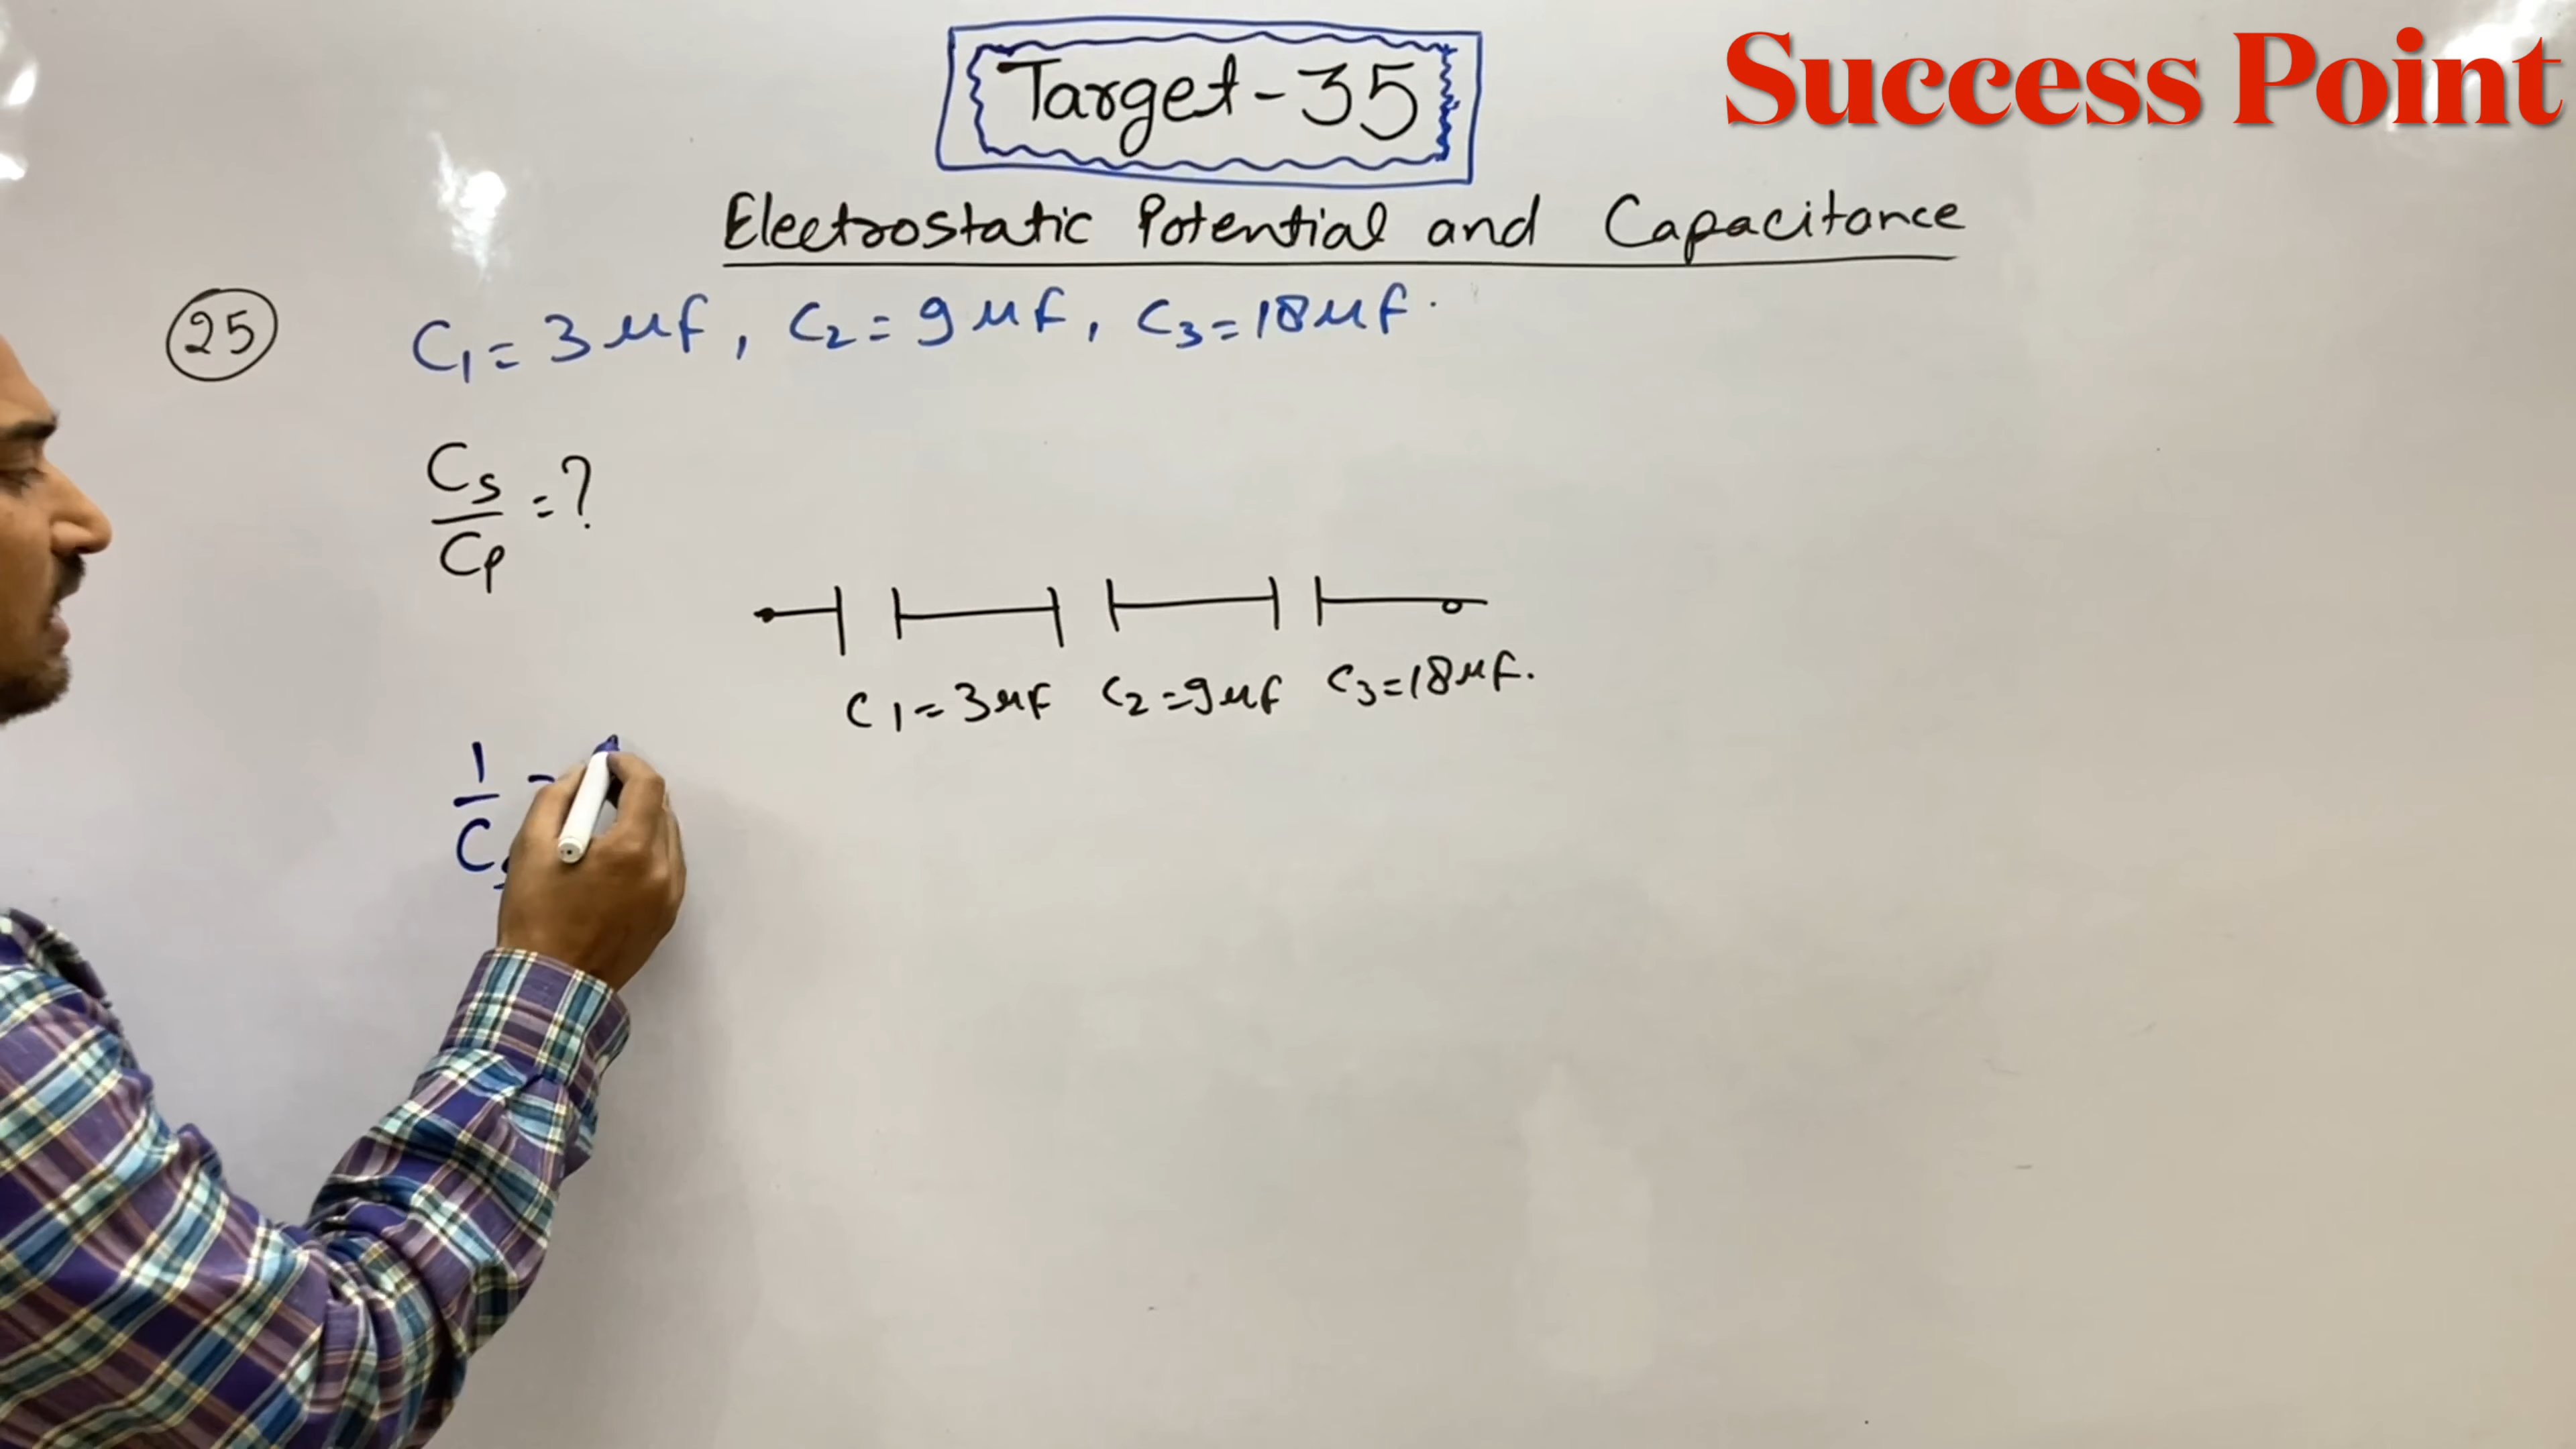 Success Point
Target-35
Electrostatic Potential and Capacitance
25
C1 = 3 μf, C2 = 9 μf, C3 = 18 μf.
Cs
Cp
= ?
C1 = 3μf C2 = 9μf C3 = 18μf.
1
C